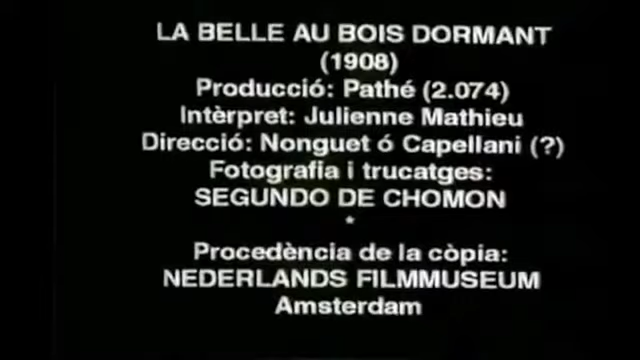 LA BELLE AU BOIS DORMANT
(1908)
Producció: Pathé (2.074)
Intèrpret: Julienne Mathieu
Direcció: Nonguet ó Capellani (?)
Fotografia i trucatges:
SEGUNDO DE CHOMON
*
Procedència de la còpia:
NEDERLANDS FILMMUSEUM
Amsterdam